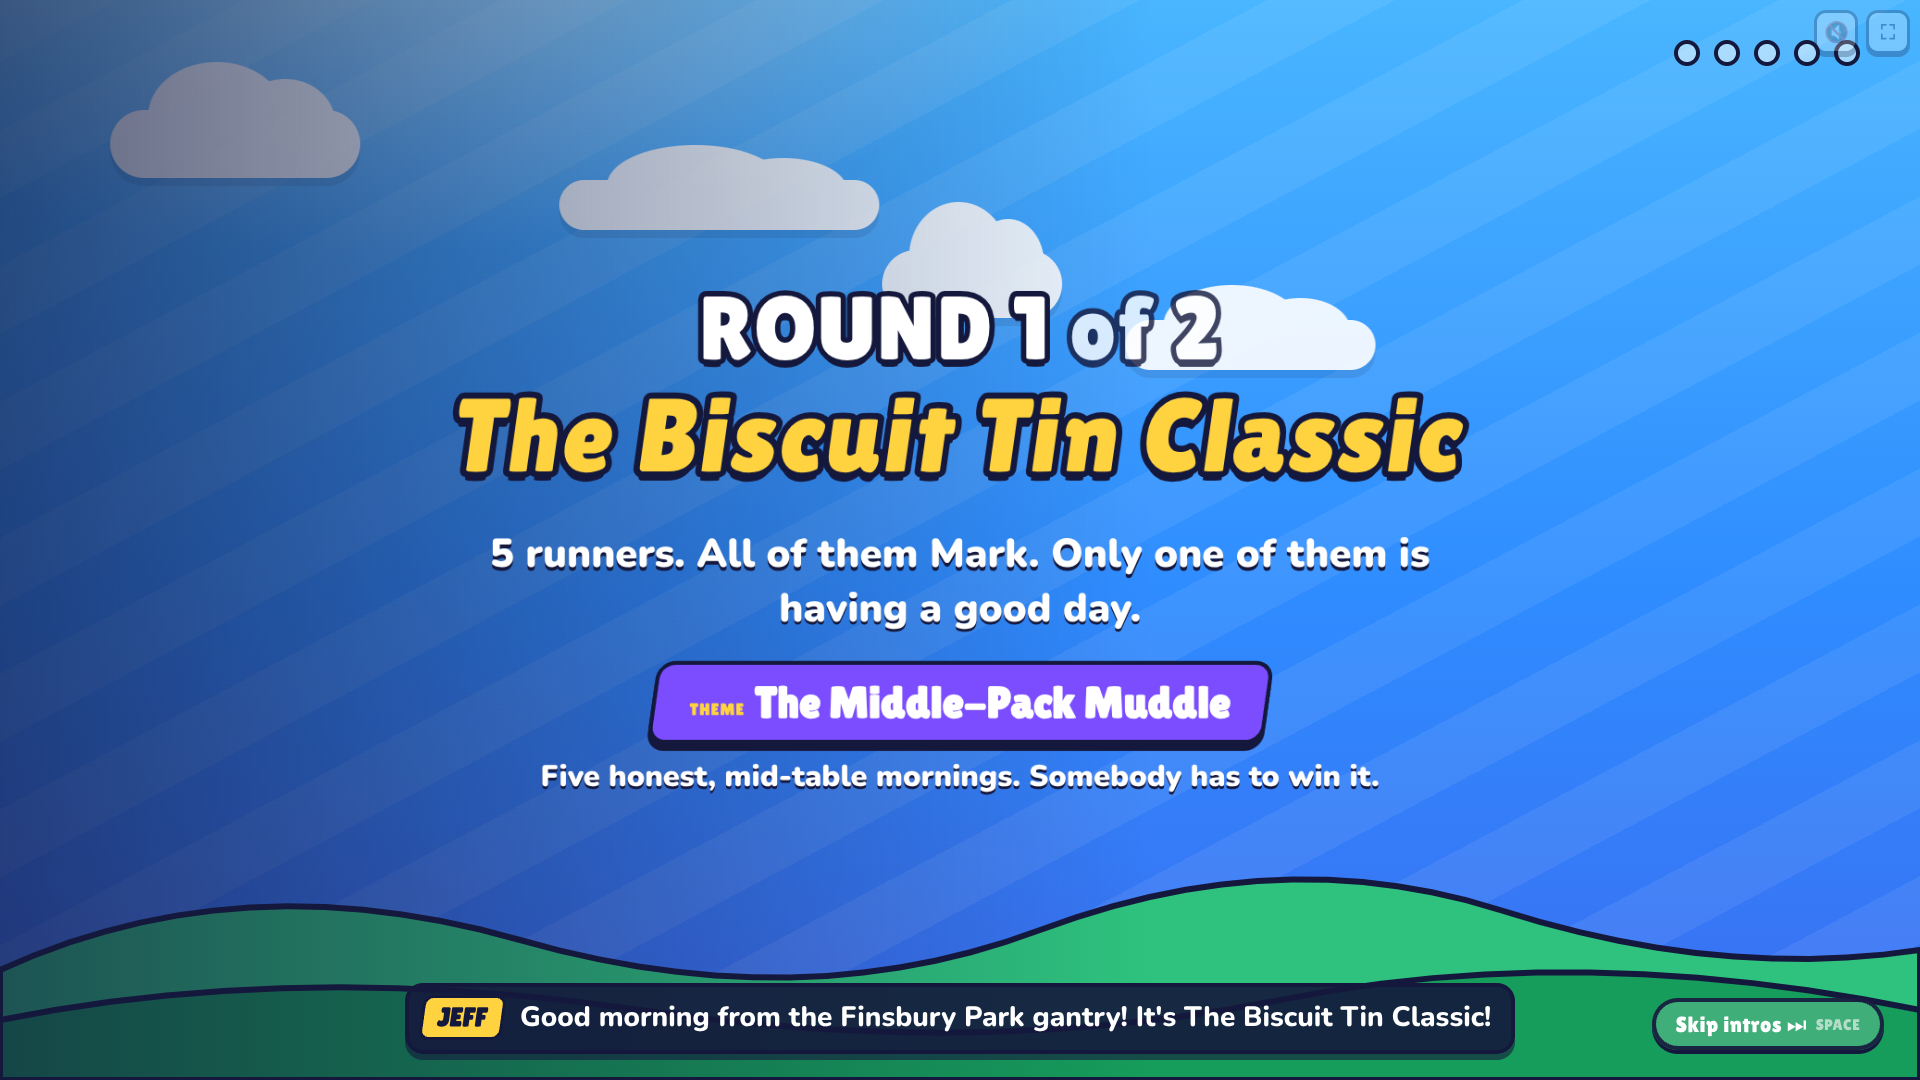 ROUND 1 of 2
The Biscuit Tin Classic
5 runners. All of them Mark. Only one of them is
having a good day.
THEME The Middle-Pack Muddle
Five honest, mid-table mornings. Somebody has to win it.
JEFF Good morning from the Finsbury Park gantry! It's The Biscuit Tin Classic!
Skip intros ⏭ SPACE